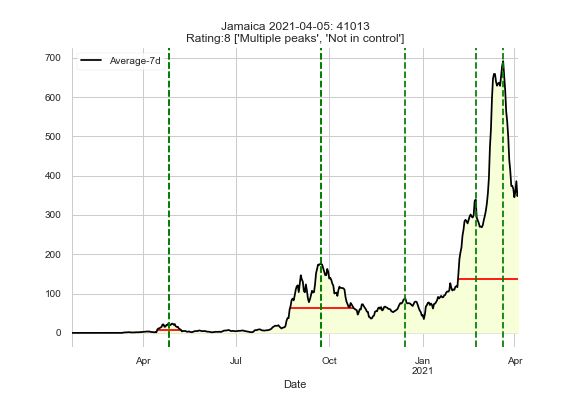 Jamaica 2021-04-05: 41013
Rating:8 ['Multiple peaks', 'Not in control']
Average-7d
700
600
500
400
300
200
100
0
Apr
Jul
Oct
Jan
2021
Apr
Date